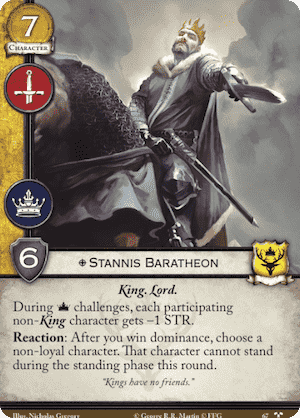 7
CHARACTER
6
STANNIS BARATHEON
King. Lord.
During challenges, each participating
non-King character gets –1 STR.
Reaction: After you win dominance, choose a
non-loyal character. That character cannot stand
during the standing phase this round.
"Kings have no friends."
Illus. Nicholas Gregory
© George R.R. Martin © FFG
67